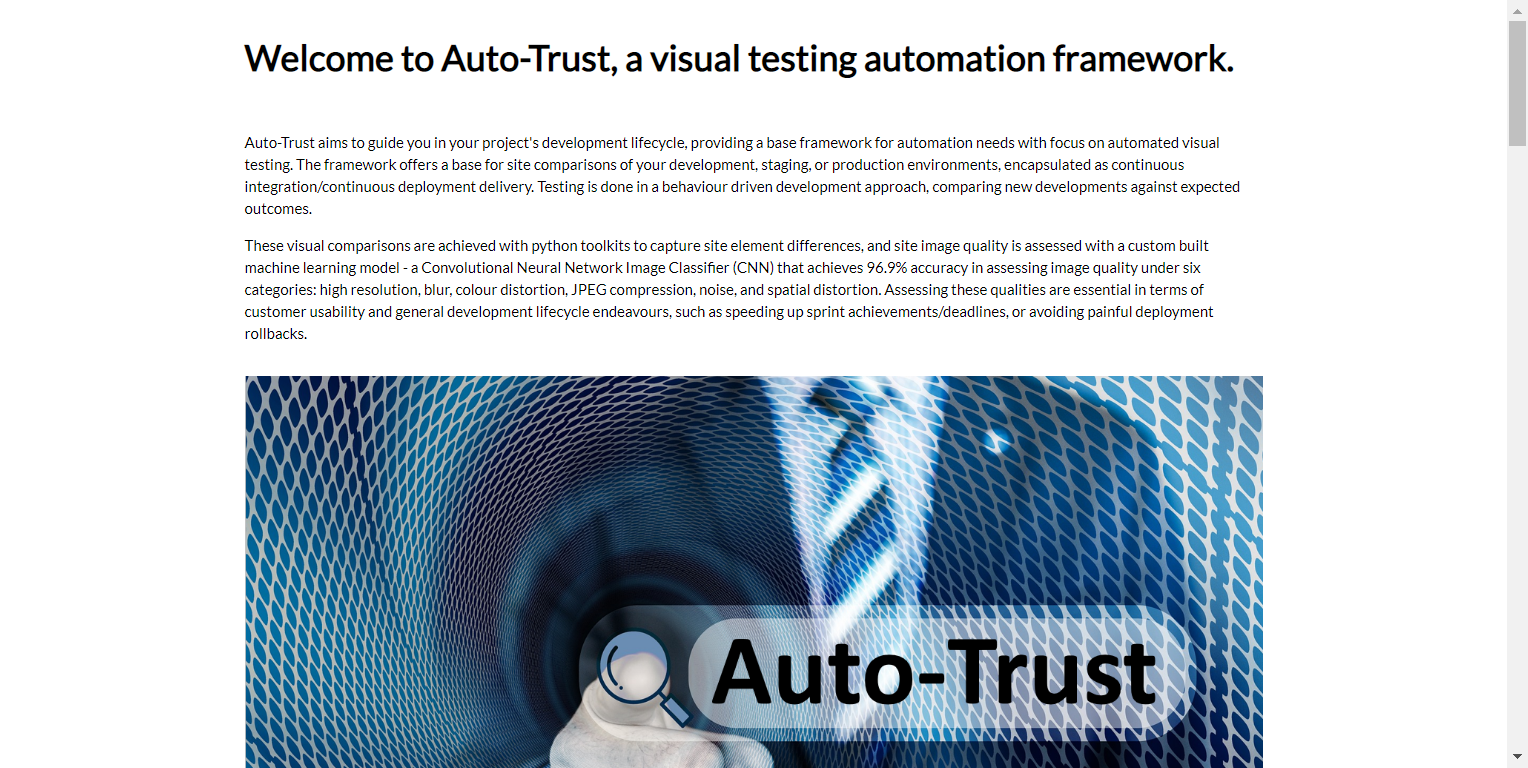 Welcome to Auto-Trust, a visual testing automation framework.
Auto-Trust aims to guide you in your project's development lifecycle, providing a base framework for automation needs with focus on automated visual
testing. The framework offers a base for site comparisons of your development, staging, or production environments, encapsulated as continuous
integration/continuous deployment delivery. Testing is done in a behaviour driven development approach, comparing new developments against expected
outcomes.
These visual comparisons are achieved with python toolkits to capture site element differences, and site image quality is assessed with a custom built
machine learning model - a Convolutional Neural Network Image Classifier (CNN) that achieves 96.9% accuracy in assessing image quality under six
categories: high resolution, blur, colour distortion, JPEG compression, noise, and spatial distortion. Assessing these qualities are essential in terms of
customer usability and general development lifecycle endeavours, such as speeding up sprint achievements/deadlines, or avoiding painful deployment
rollbacks.
Auto-Trust